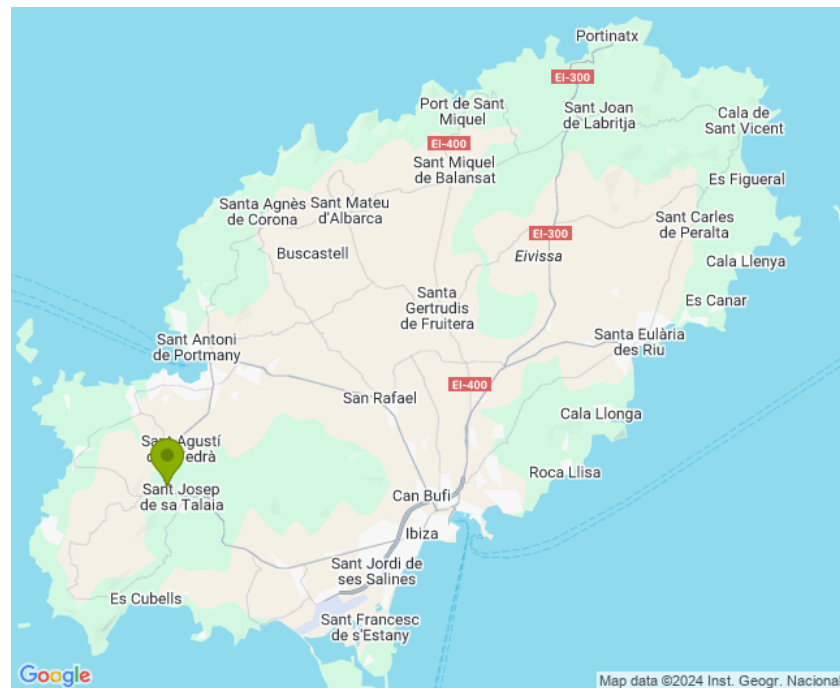 Portinatx
EI-300
Port de Sant
Miquel
Sant Joan
de Labritja
Cala de
Sant Vicent
EI-400
Sant Miquel
de Balansat
Es Figueral
Santa Agnès
de Corona
Sant Mateu
d'Albarca
Sant Carles
de Peralta
EI-300
Buscastell
Eivissa
Cala Llenya
Santa
Gertrudis
de Fruitera
Es Canar
Sant Antoni
de Portmany
Santa Eulària
des Riu
EI-400
San Rafael
Cala Llonga
Sant Agustí
Roca Llisa
Sant Josep
de sa Talaia
Can Bufi
Ibiza
Sant Jordi de
ses Salines
Es Cubells
Sant Francesc
de s'Estany
Google
Map data ©2024 Inst. Geogr. Nacional